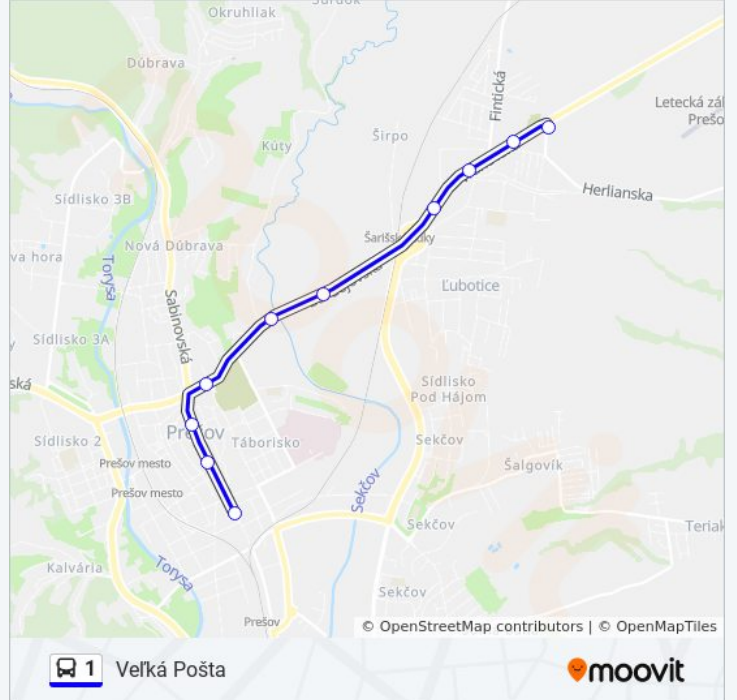 Okruhliak
Dúbrava
Fintická
Letecká zá
Prešo
Širpo
Kúty
Herlianska
Sídlisko 3B
Nová Dúbrava
va hora
Torysa
Ľubotice
Sabinovská
Sídlisko 3A
ská
Sídlisko
Pod Hájom
Prešov
Táborisko
Sídlisko 2
Sekčov
Prešov mesto
Šalgovík
Prešov mesto
Sekčov
Sekčov
Teriak
Torysa
Kalvária
Sekčov
Prešov
© OpenStreetMap contributors | © OpenMapTiles
1 Veľká Pošta
moovit